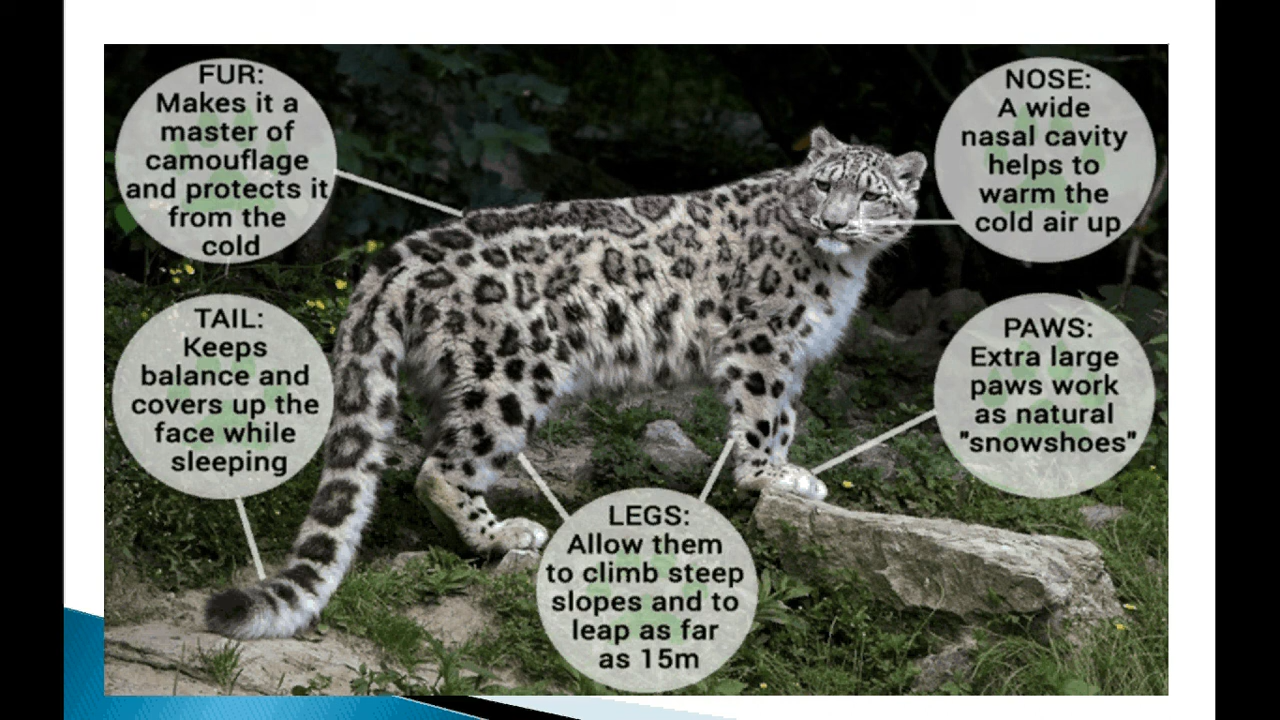 FUR:
Makes it a
master of
camouflage
and protects it
from the
cold
NOSE:
A wide
nasal cavity
helps to
warm the
cold air up
TAIL:
Keeps
balance and
covers up the
face while
sleeping
PAWS:
Extra large
paws work
as natural
"snowshoes"
LEGS:
Allow them
to climb steep
slopes and to
leap as far
as 15m